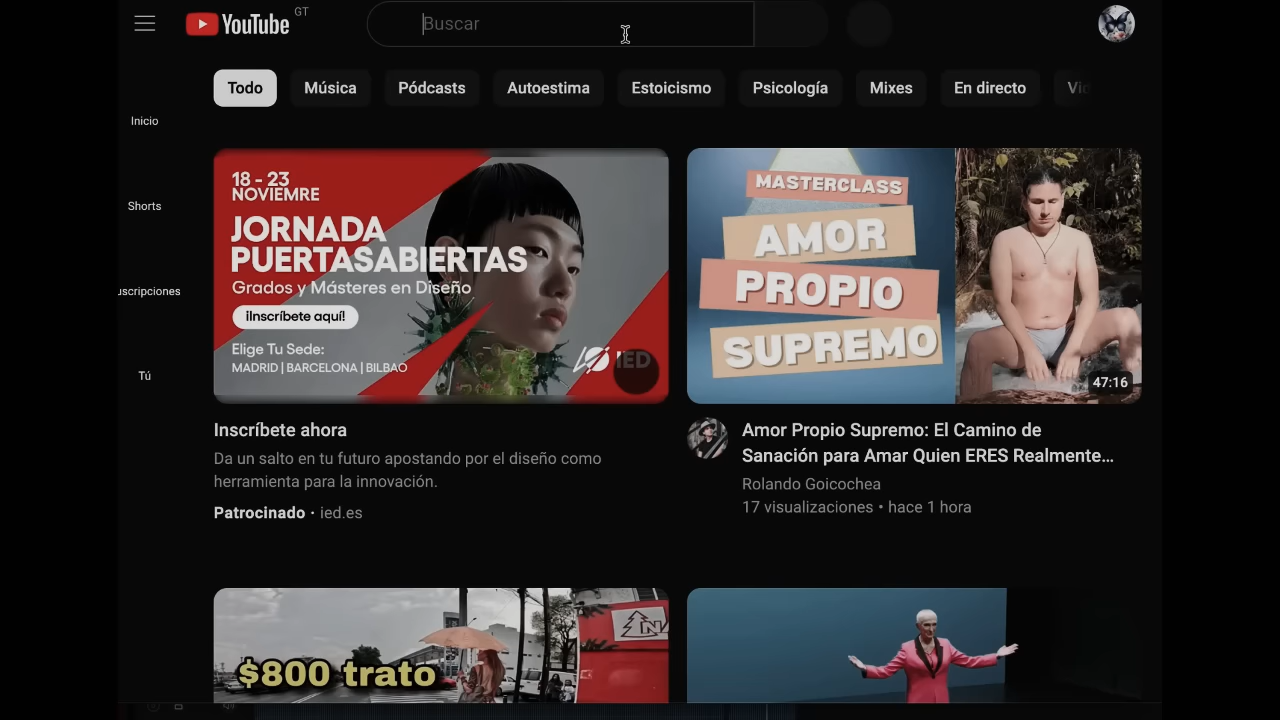 YouTube
GT
Buscar
Todo
Música
Pódcasts
Autoestima
Estoicismo
Psicología
Mixes
En directo
Inicio
Shorts
uscripciones
Tú
18 - 23
NOVIEMRE
JORNADA
PUERTASABIERTAS
Grados y Másteres en Diseño
¡Inscríbete aquí!
Elige Tu Sede:
MADRID | BARCELONA | BILBAO
IED
Inscríbete ahora
Da un salto en tu futuro apostando por el diseño como
herramienta para la innovación.
Patrocinado · ied.es
MASTERCLASS
AMOR
PROPIO
SUPREMO
47:16
Amor Propio Supremo: El Camino de
Sanación para Amar Quien ERES Realmente...
Rolando Goicochea
17 visualizaciones • hace 1 hora
$800 trato